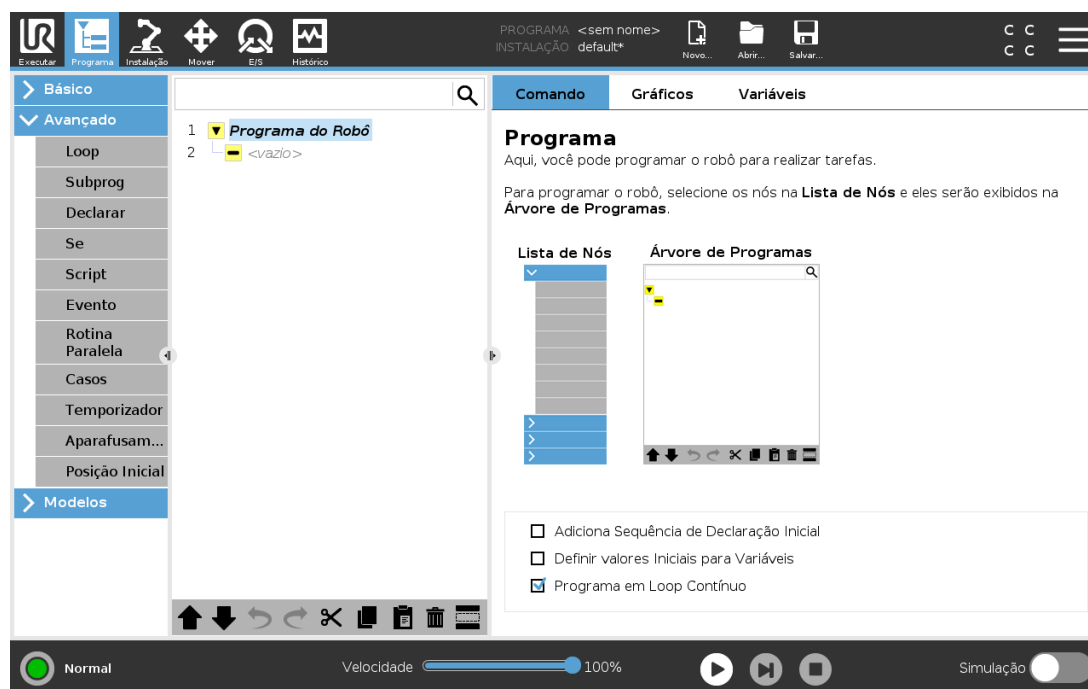 PROGRAMA <sem nome>
INSTALAÇÃO default*
C C
C C
Executar Programa Instalação Mover E/S Histórico Novo... Abrir... Salvar...
Básico
Avançado
Loop
Subprog
Declarar
Se
Script
Evento
Rotina
Paralela
Casos
Temporizador
Aparafusam...
Posição Inicial
Modelos
1 Programa do Robô
2 <vazio>
Comando Gráficos Variáveis
Programa
Aqui, você pode programar o robô para realizar tarefas.
Para programar o robô, selecione os nós na Lista de Nós e eles serão exibidos na
Árvore de Programas.
Lista de Nós Árvore de Programas
Adiciona Sequência de Declaração Inicial
Definir valores Iniciais para Variáveis
Programa em Loop Contínuo
Normal Velocidade 100% Simulação